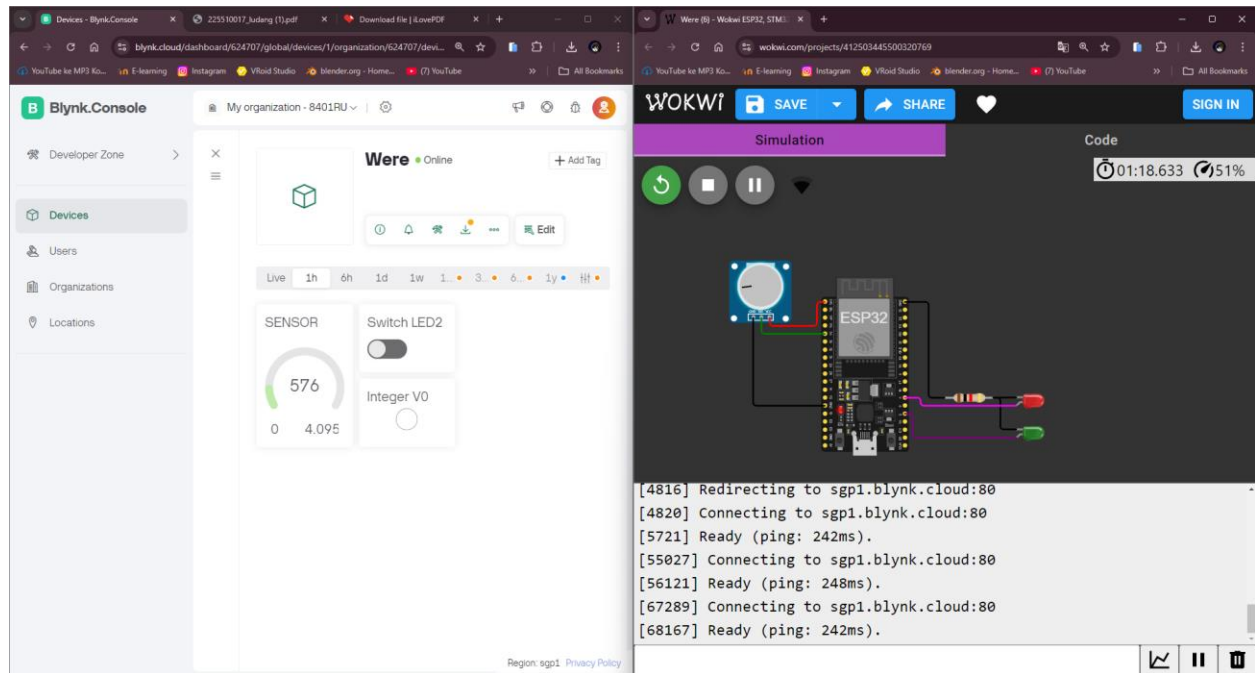 Devices - Blynk.Console
225510017_ludang (1).pdf
Download file | iLovePDF
blynk.cloud/dashboard/624707/global/devices/1/organization/624707/devi...
YouTube ke MP3 Ko...
E-learning
Instagram
VRoid Studio
blender.org - Home...
(7) YouTube
All Bookmarks
B Blynk.Console
My organization - 8401RU
Developer Zone
Devices
Users
Organizations
Locations
Were
Online
+ Add Tag
Edit
Live 1h 6h 1d 1w 1... 3... 6... 1y
SENSOR
576
0 4.095
Switch LED2
Integer V0
Region: sgp1 Privacy Policy
Were (6) - Wokwi ESP32, STM3
wokwi.com/projects/412503445500320769
YouTube ke MP3 Ko...
E-learning
Instagram
VRoid Studio
blender.org - Home...
(7) YouTube
All Bookmarks
WOKWi
SAVE
SHARE
SIGN IN
Simulation
Code
01:18.633 51%
ESP32
[4816] Redirecting to sgp1.blynk.cloud:80
[4820] Connecting to sgp1.blynk.cloud:80
[5721] Ready (ping: 242ms).
[55027] Connecting to sgp1.blynk.cloud:80
[56121] Ready (ping: 248ms).
[67289] Connecting to sgp1.blynk.cloud:80
[68167] Ready (ping: 242ms).